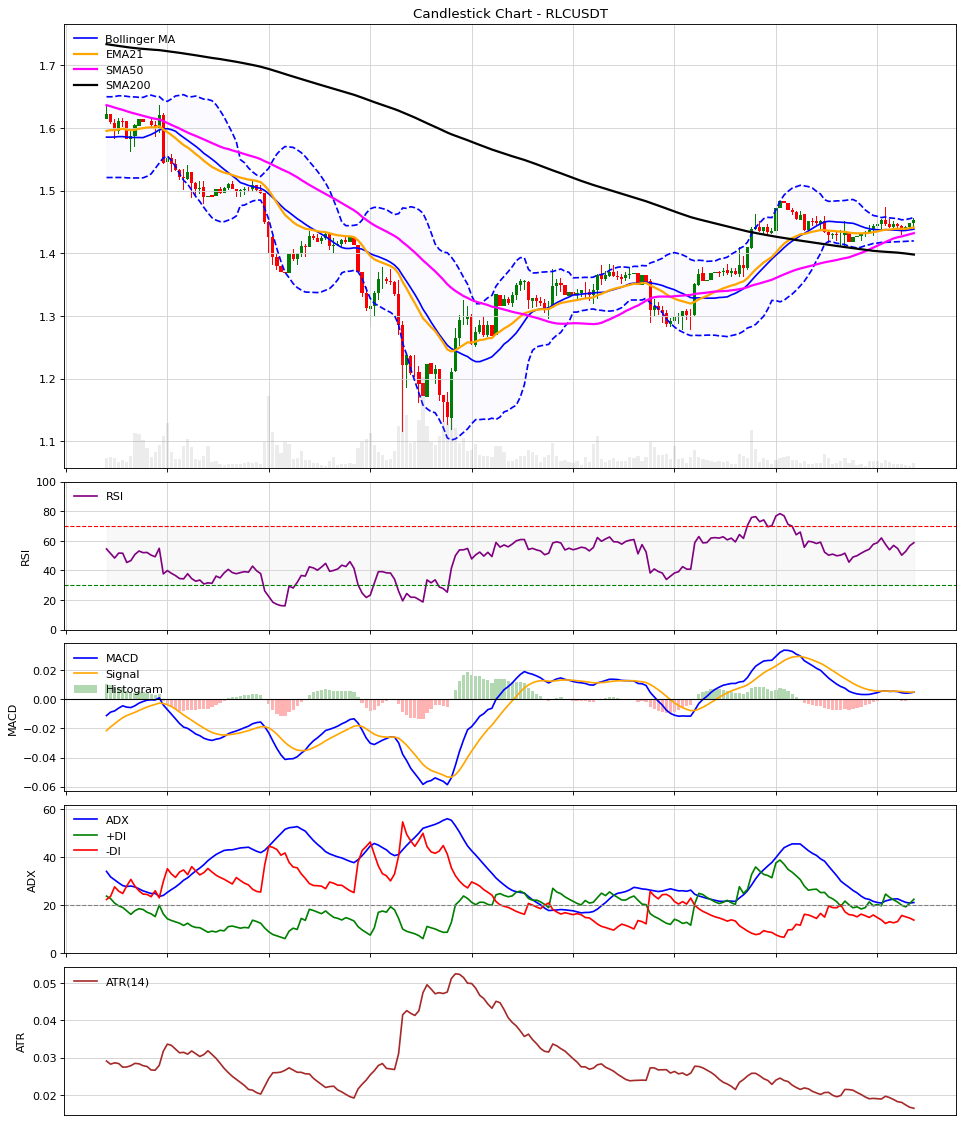 Candlestick Chart - RLCUSDT
Bollinger MA
EMA21
SMA50
SMA200
1.7
1.6
1.5
1.4
1.3
1.2
1.1
RSI
100
80
60
40
20
0
RSI
MACD
Signal
Histogram
0.02
0.00
−0.02
−0.04
−0.06
MACD
ADX
+DI
-DI
60
40
20
0
ADX
ATR(14)
0.05
0.04
0.03
0.02
ATR